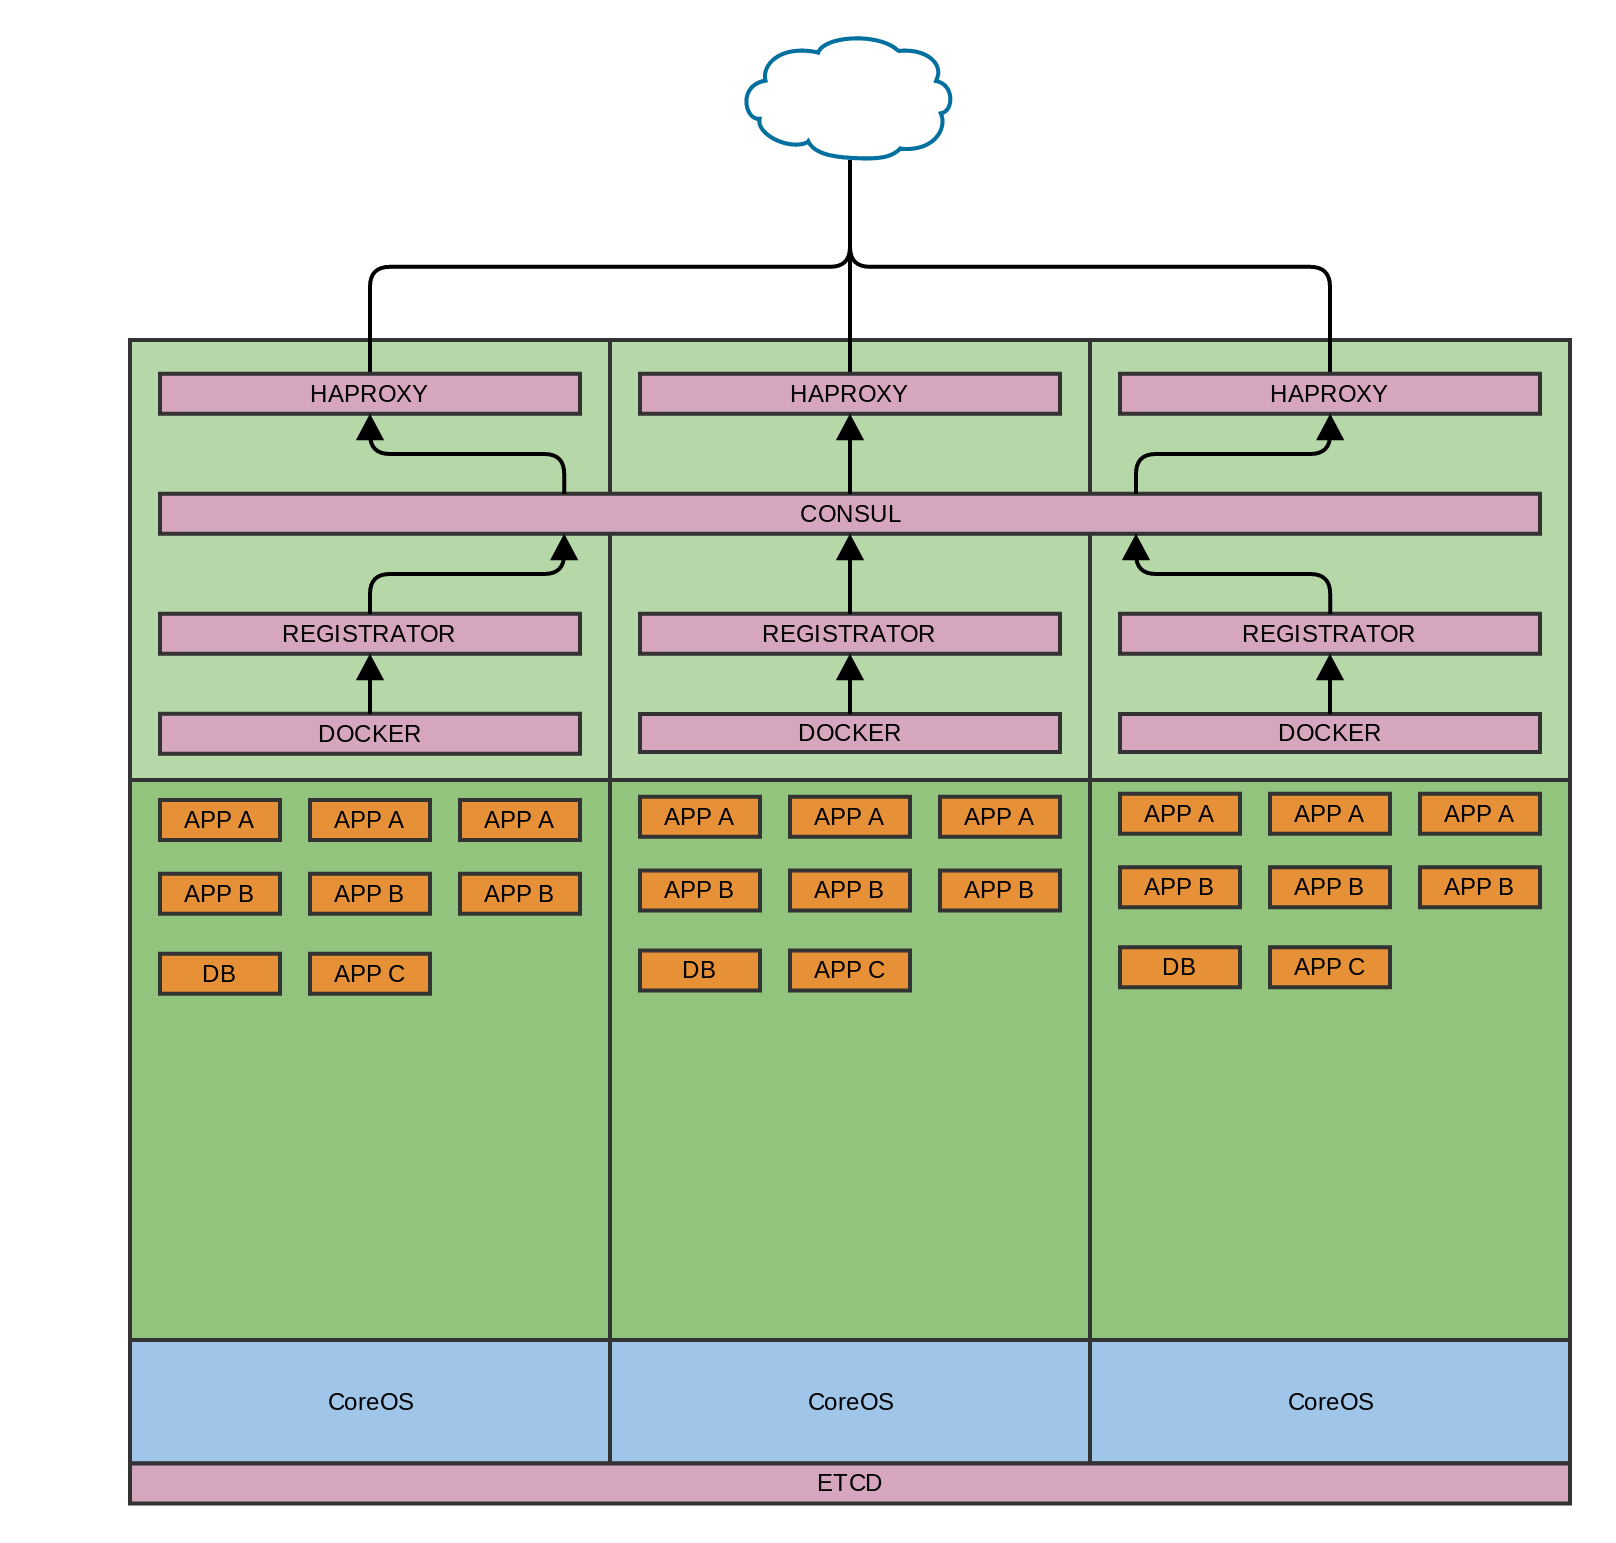 HAPROXY HAPROXY HAPROXY
CONSUL
REGISTRATOR REGISTRATOR REGISTRATOR
DOCKER DOCKER DOCKER
APP A APP A APP A APP A APP A APP A APP A APP A APP A
APP B APP B APP B APP B APP B APP B APP B APP B APP B
DB APP C DB APP C DB APP C
CoreOS CoreOS CoreOS
ETCD